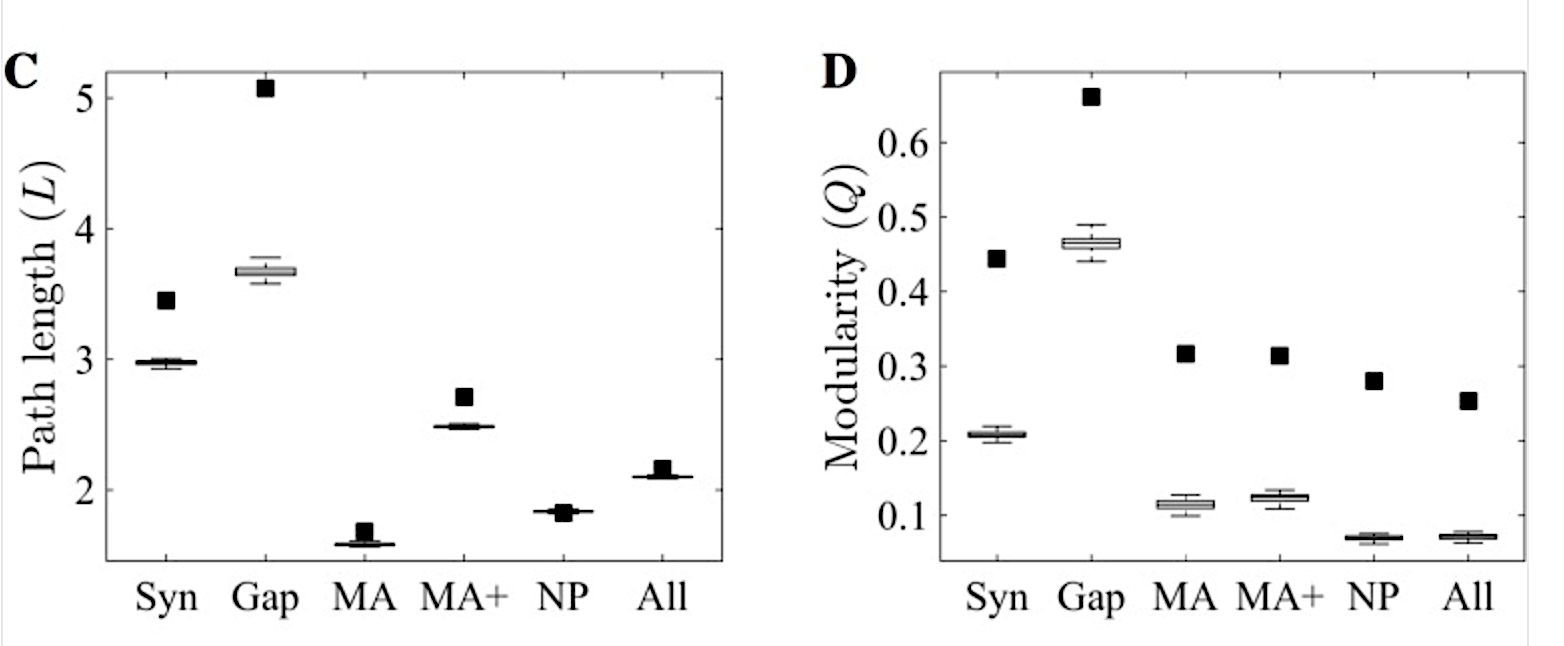 C
Path length (L)
5
4
3
2
Syn Gap MA MA+ NP All
D
Modularity (Q)
0.6
0.5
0.4
0.3
0.2
0.1
Syn Gap MA MA+ NP All